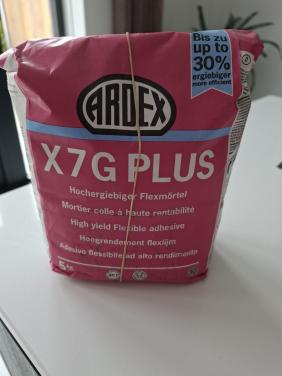 Bis zu
up to
30%
ergiebiger
more efficient
ARDEX
X7G PLUS
Hochergiebiger Flexmörtel
Mortier colle à haute rentabilité
High yield Flexible adhesive
Hoogrendement flexlijm
Adesivo flessibile ad alto rendimento
5